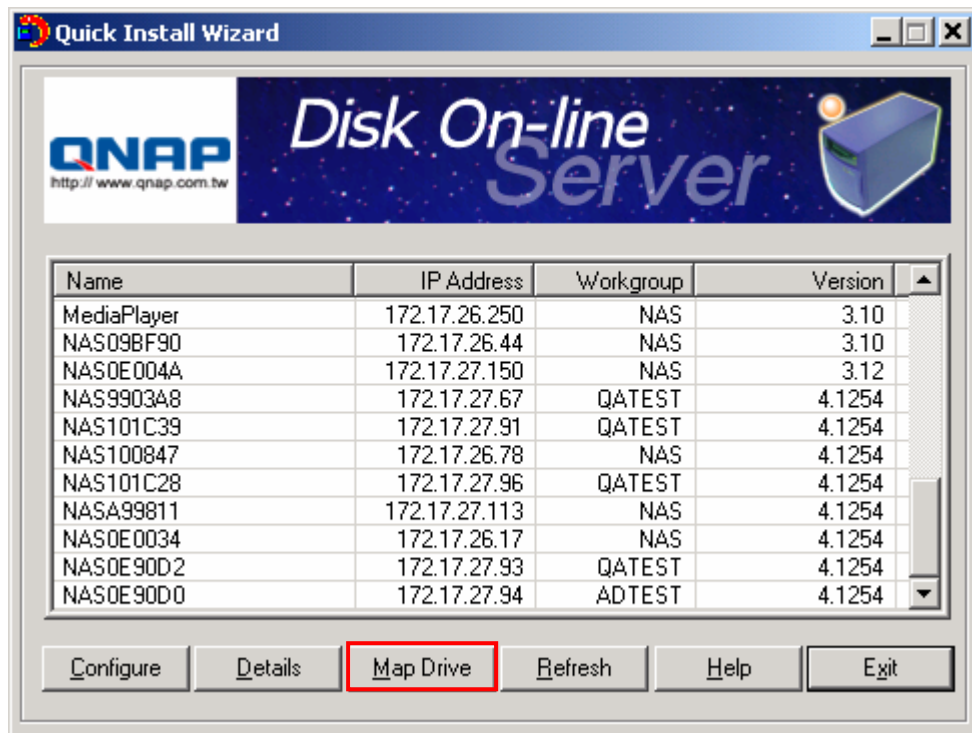 Quick Install Wizard
QNAP
http:// www.qnap.com.tw
Disk On-line
Server
Name IP Address Workgroup Version
MediaPlayer 172.17.26.250 NAS 3.10
NAS09BF90 172.17.26.44 NAS 3.10
NAS0E004A 172.17.27.150 NAS 3.12
NAS9903A8 172.17.27.67 QATEST 4.1254
NAS101C39 172.17.27.91 QATEST 4.1254
NAS100847 172.17.26.78 NAS 4.1254
NAS101C28 172.17.27.96 QATEST 4.1254
NASA99811 172.17.27.113 NAS 4.1254
NAS0E0034 172.17.26.17 NAS 4.1254
NAS0E90D2 172.17.27.93 QATEST 4.1254
NAS0E90D0 172.17.27.94 ADTEST 4.1254
Configure Details Map Drive Refresh Help Exit